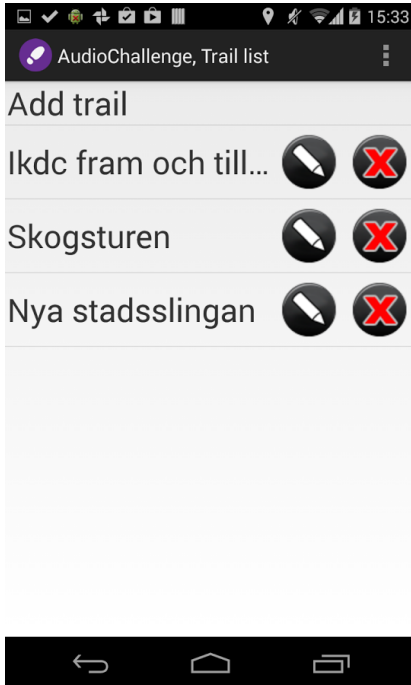 15:33
AudioChallenge, Trail list
Add trail
Ikdc fram och till...
Skogsturen
Nya stadsslingan